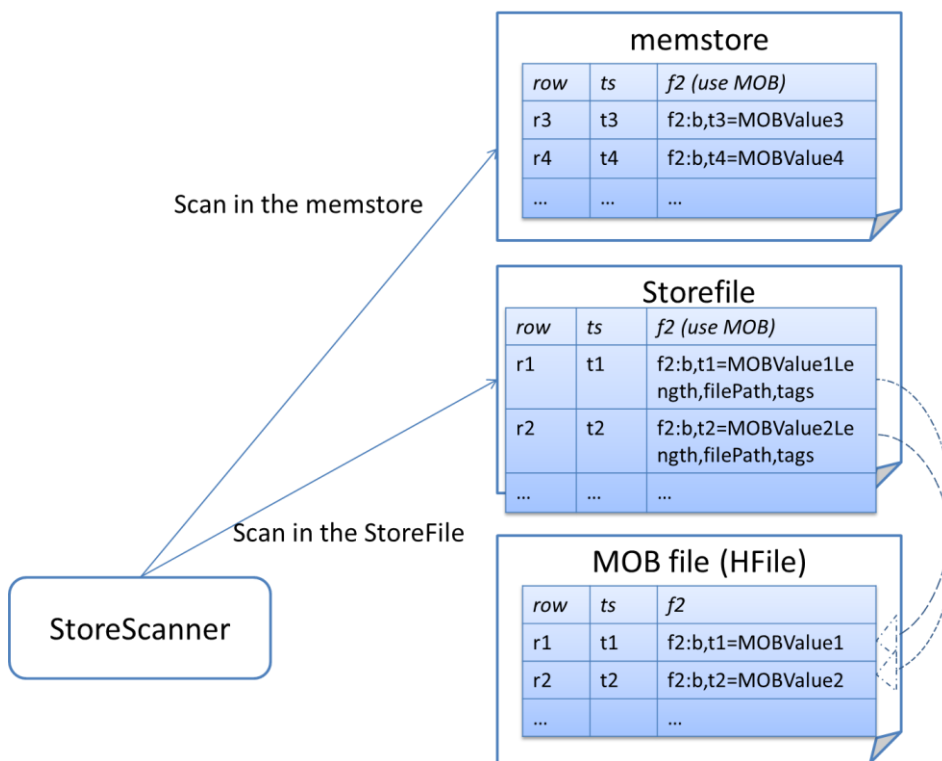 memstore
row ts f2 (use MOB)
r3 t3 f2:b,t3=MOBValue3
r4 t4 f2:b,t4=MOBValue4
... ... ...
Scan in the memstore
Storefile
row ts f2 (use MOB)
r1 t1 f2:b,t1=MOBValue1Le
ngth,filePath,tags
r2 t2 f2:b,t2=MOBValue2Le
ngth,filePath,tags
... ... ...
Scan in the StoreFile
StoreScanner
MOB file (HFile)
row ts f2
r1 t1 f2:b,t1=MOBValue1
r2 t2 f2:b,t2=MOBValue2
... ...